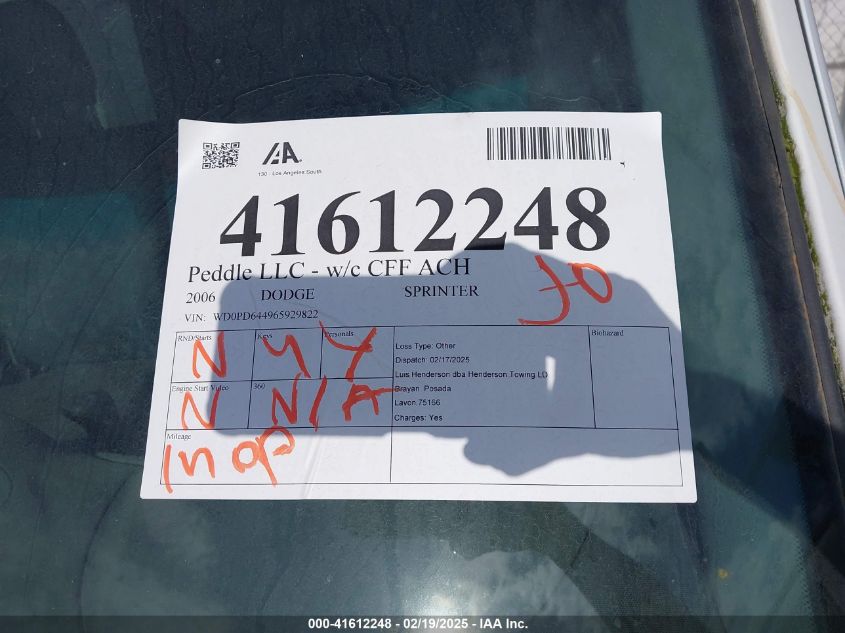 IAA
130 - Los Angeles South
41612248
Peddle LLC - w/c CFF ACH
2006 DODGE SPRINTER
VIN: WD0PD644965929822
RND/Starts Keys Personals
N Y Y
Loss Type: Other
Biohazard
Dispatch: 02/17/2025
Luis Henderson dba Henderson Towing LD
Engine Start Video 360
N N/A
Brayan Posada
Lavon.75166
Charges: Yes
Mileage
Inop
000-41612248 - 02/19/2025 - IAA Inc.